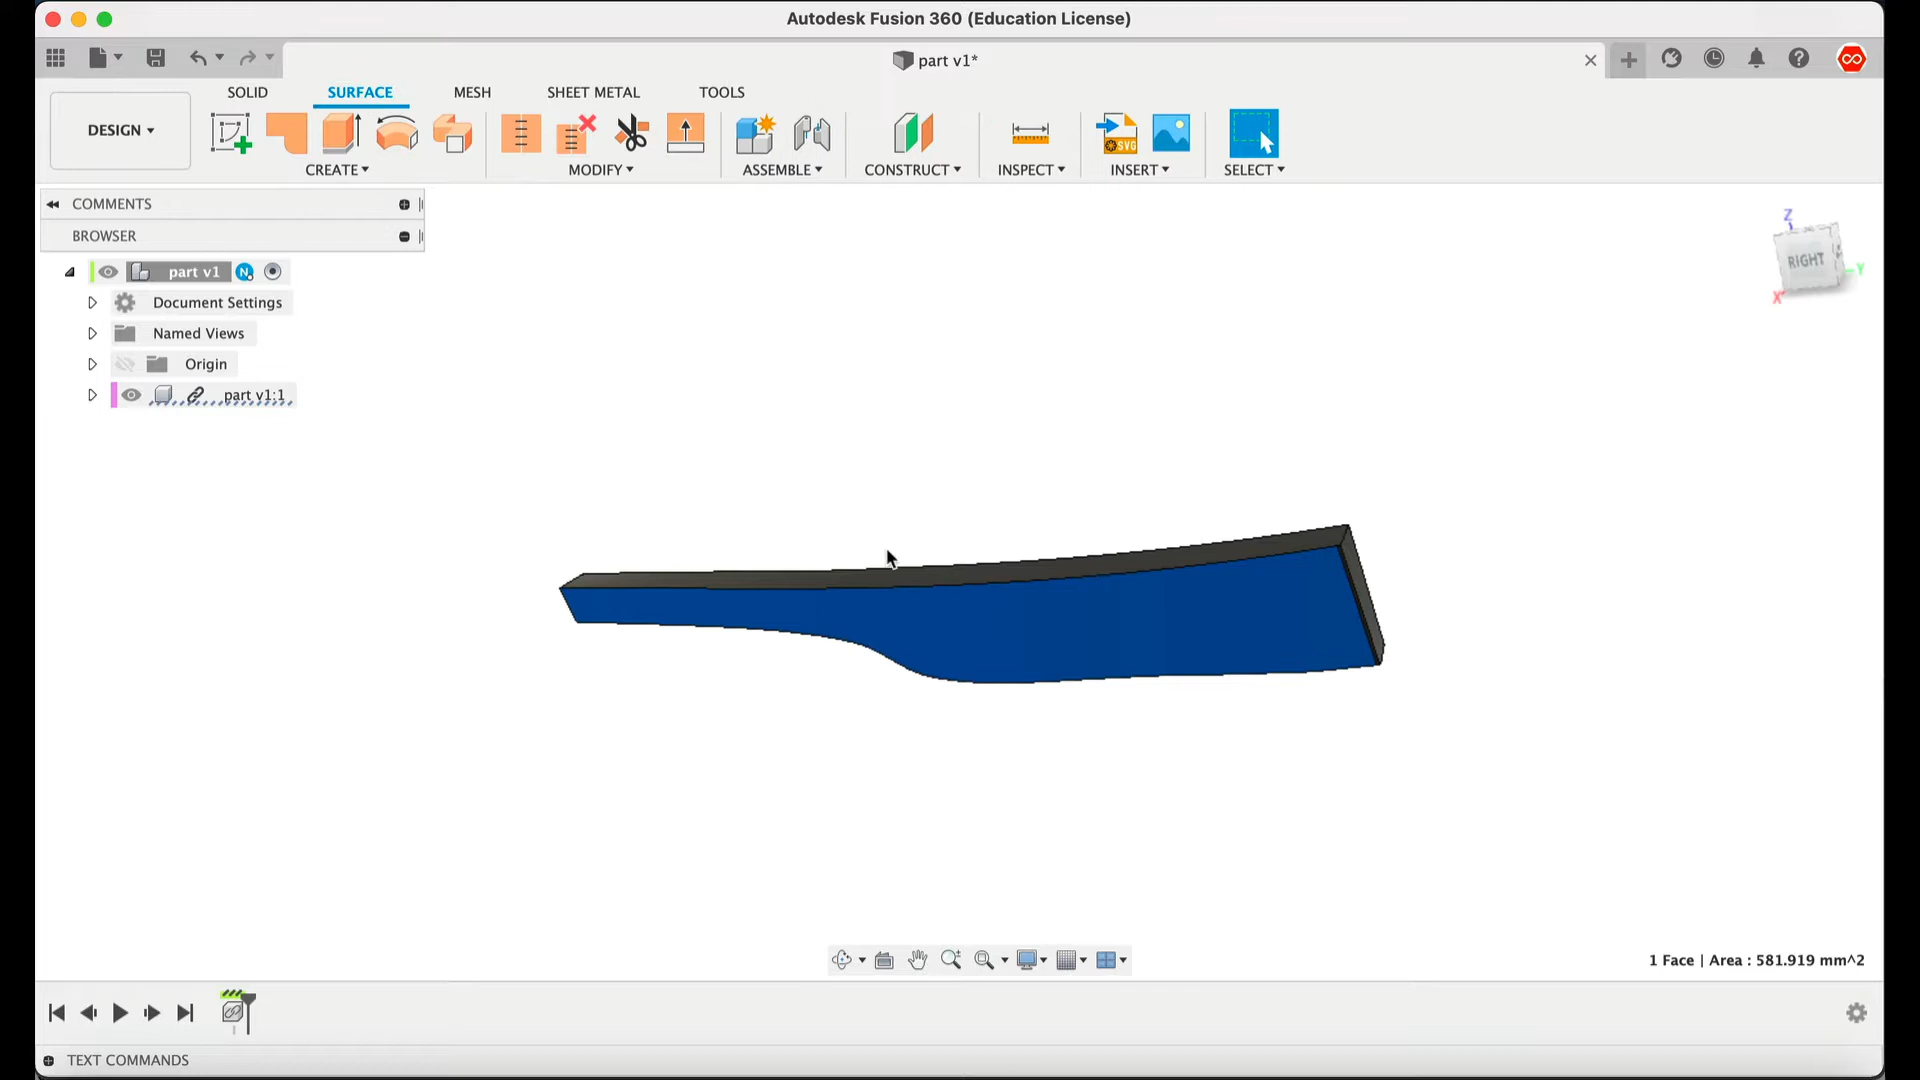 Autodesk Fusion 360 (Education License)
part v1*
SOLID SURFACE MESH SHEET METAL TOOLS
DESIGN
SVG
CREATE MODIFY ASSEMBLE CONSTRUCT INSPECT INSERT SELECT
COMMENTS
BROWSER
part v1 N
Document Settings
Named Views
Origin
part v1:1
Z
RIGHT
Y
X
1 Face | Area : 581.919 mm^2
TEXT COMMANDS